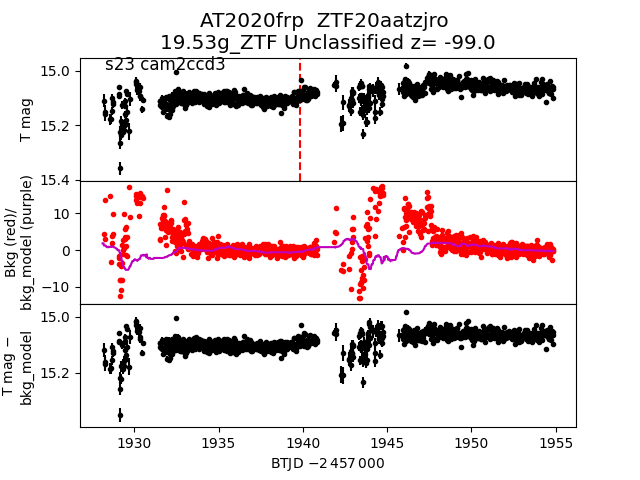 AT2020frp  ZTF20aatzjro
19.53g_ZTF Unclassified z= -99.0
s23 cam2ccd3
T mag
15.0
15.2
15.4
Bkg (red)/
bkg_model (purple)
10
0
−10
T mag −
bkg_model
15.0
15.2
1930
1935
1940
1945
1950
1955
BTJD −2 457 000